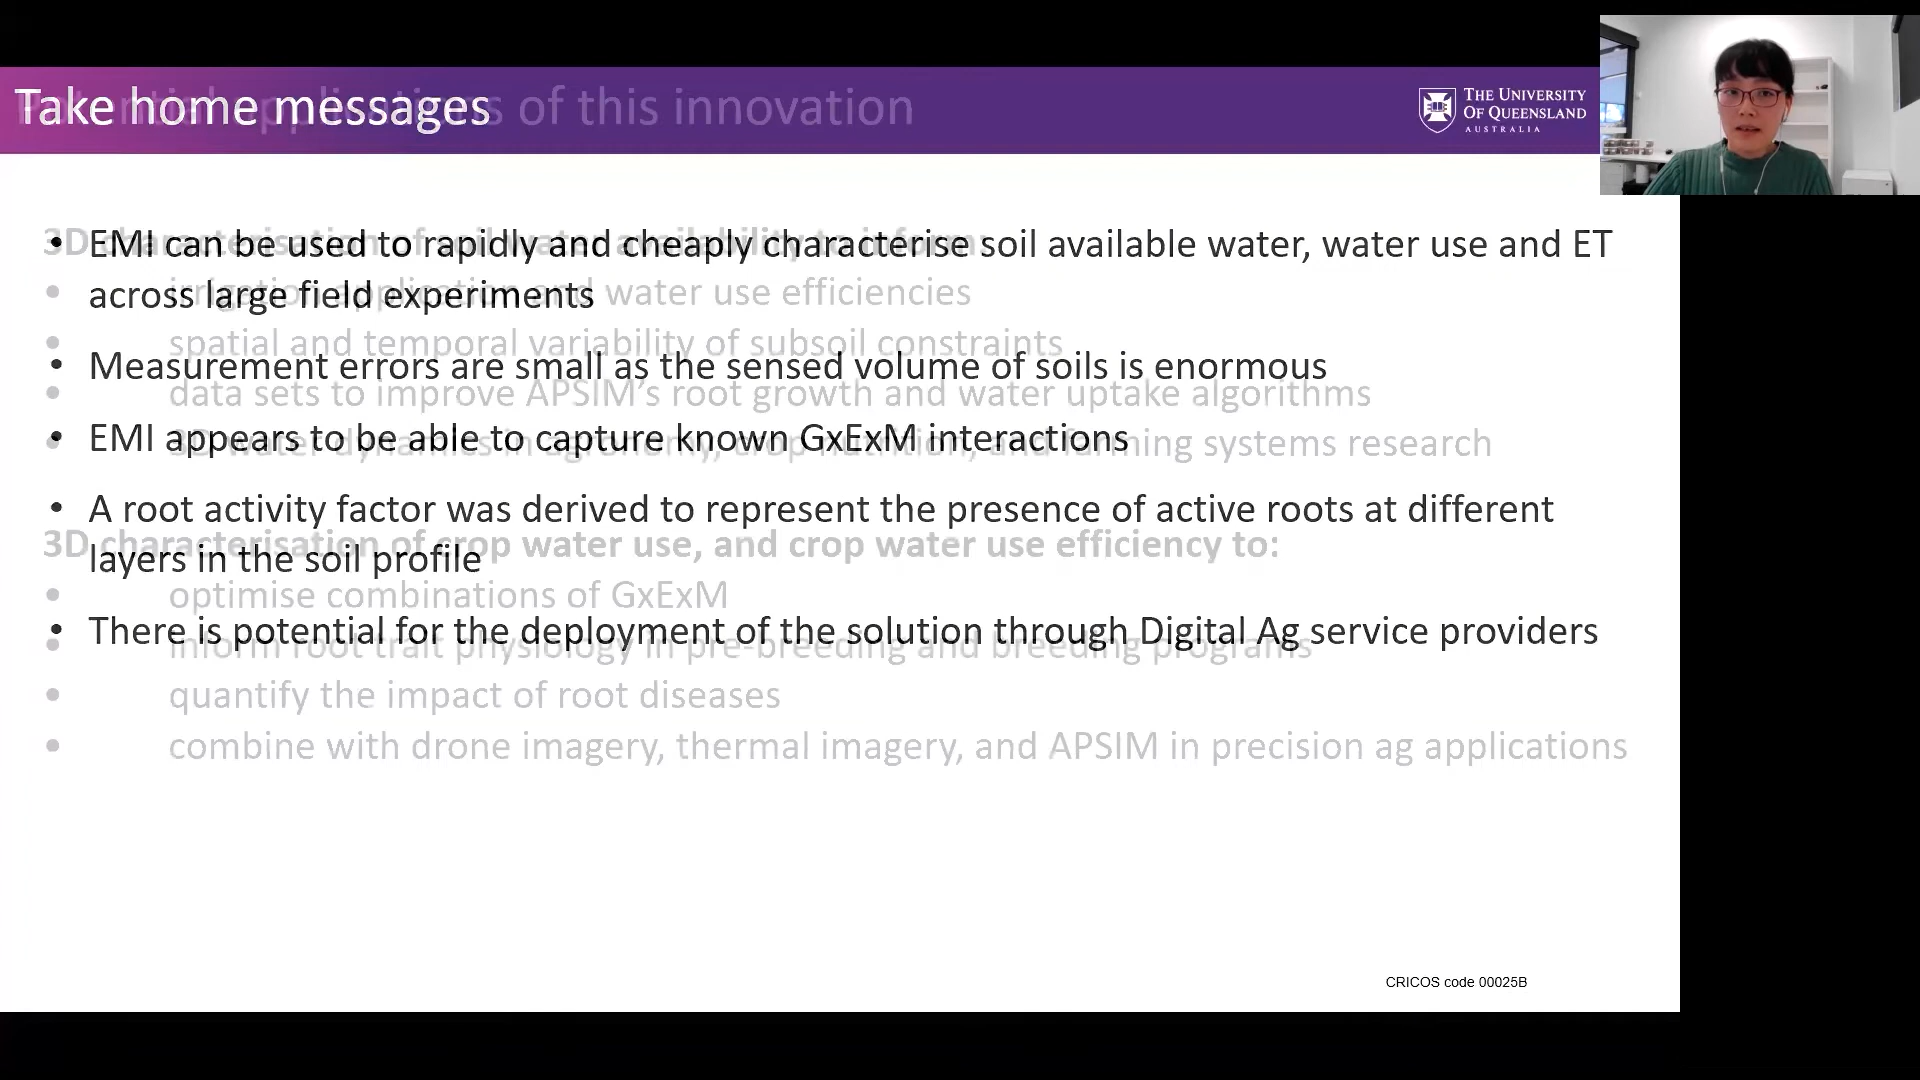 Take home messages
Potential applications of this innovation
THE UNIVERSITY
OF QUEENSLAND
AUSTRALIA
• EMI can be used to rapidly and cheaply characterise soil available water, water use and ET
across large field experiments
• Measurement errors are small as the sensed volume of soils is enormous
• EMI appears to be able to capture known GxExM interactions
• A root activity factor was derived to represent the presence of active roots at different
layers in the soil profile
• There is potential for the deployment of the solution through Digital Ag service providers
3D characterisation of soil water availability to inform:
• irrigation application and water use efficiencies
• spatial and temporal variability of subsoil constraints
• data sets to improve APSIM's root growth and water uptake algorithms
• 3D water dynamics in agronomy, crop nutrition, and farming systems research
3D characterisation of crop water use, and crop water use efficiency to:
• optimise combinations of GxExM
• inform root trait physiology in pre-breeding and breeding programs
• quantify the impact of root diseases
• combine with drone imagery, thermal imagery, and APSIM in precision ag applications
CRICOS code 00025B